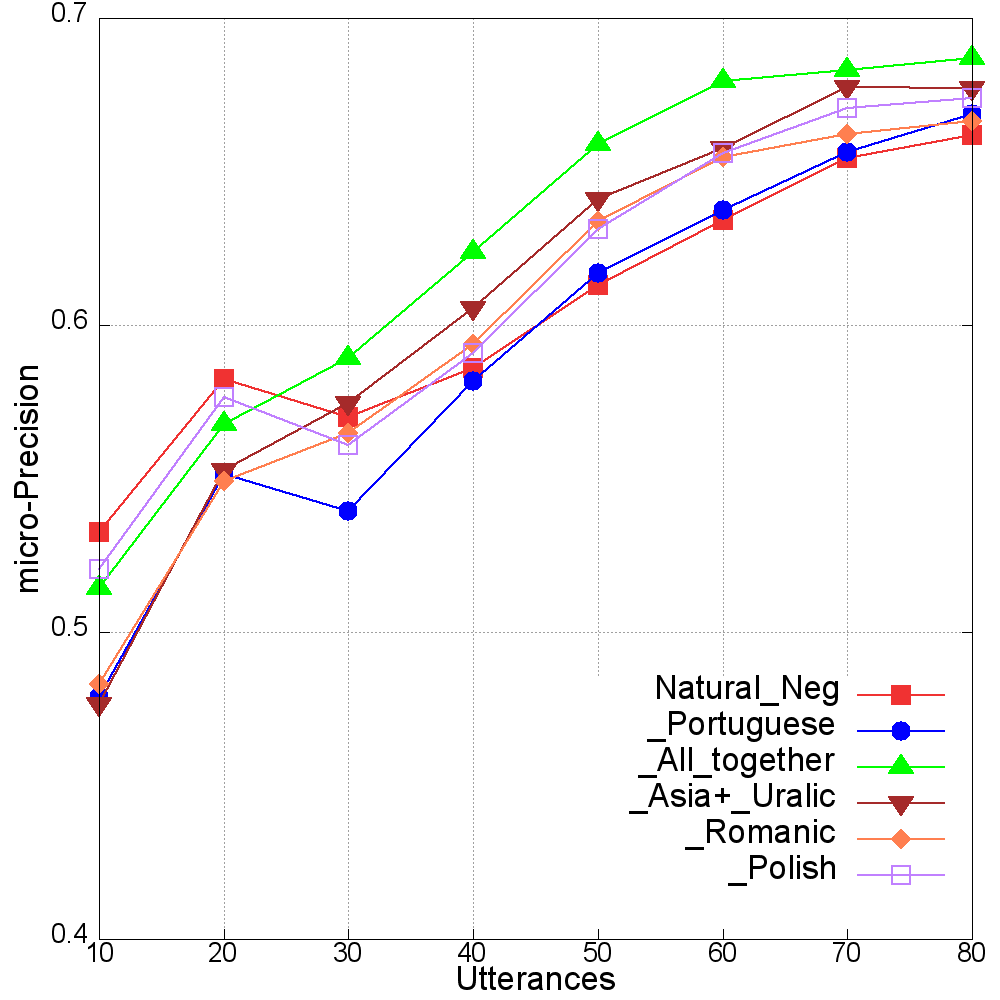 0.7
0.6
0.5
0.4
micro-Precision
10 20 30 40 50 60 70 80
Utterances
Natural_Neg
_Portuguese
_All_together
_Asia+_Uralic
_Romanic
_Polish